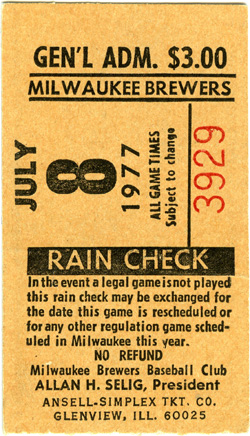 GEN'L ADM. $3.00
MILWAUKEE BREWERS
JULY
8
1977
ALL GAME TIMES
Subject to change
3929
RAIN CHECK
In the event a legal game is not played
this rain check may be exchanged for
the date this game is rescheduled or
for any other regulation game sched-
uled in Milwaukee this year.
NO REFUND
Milwaukee Brewers Baseball Club
ALLAN H. SELIG, President
ANSELL-SIMPLEX TKT. CO.
GLENVIEW, ILL. 60025